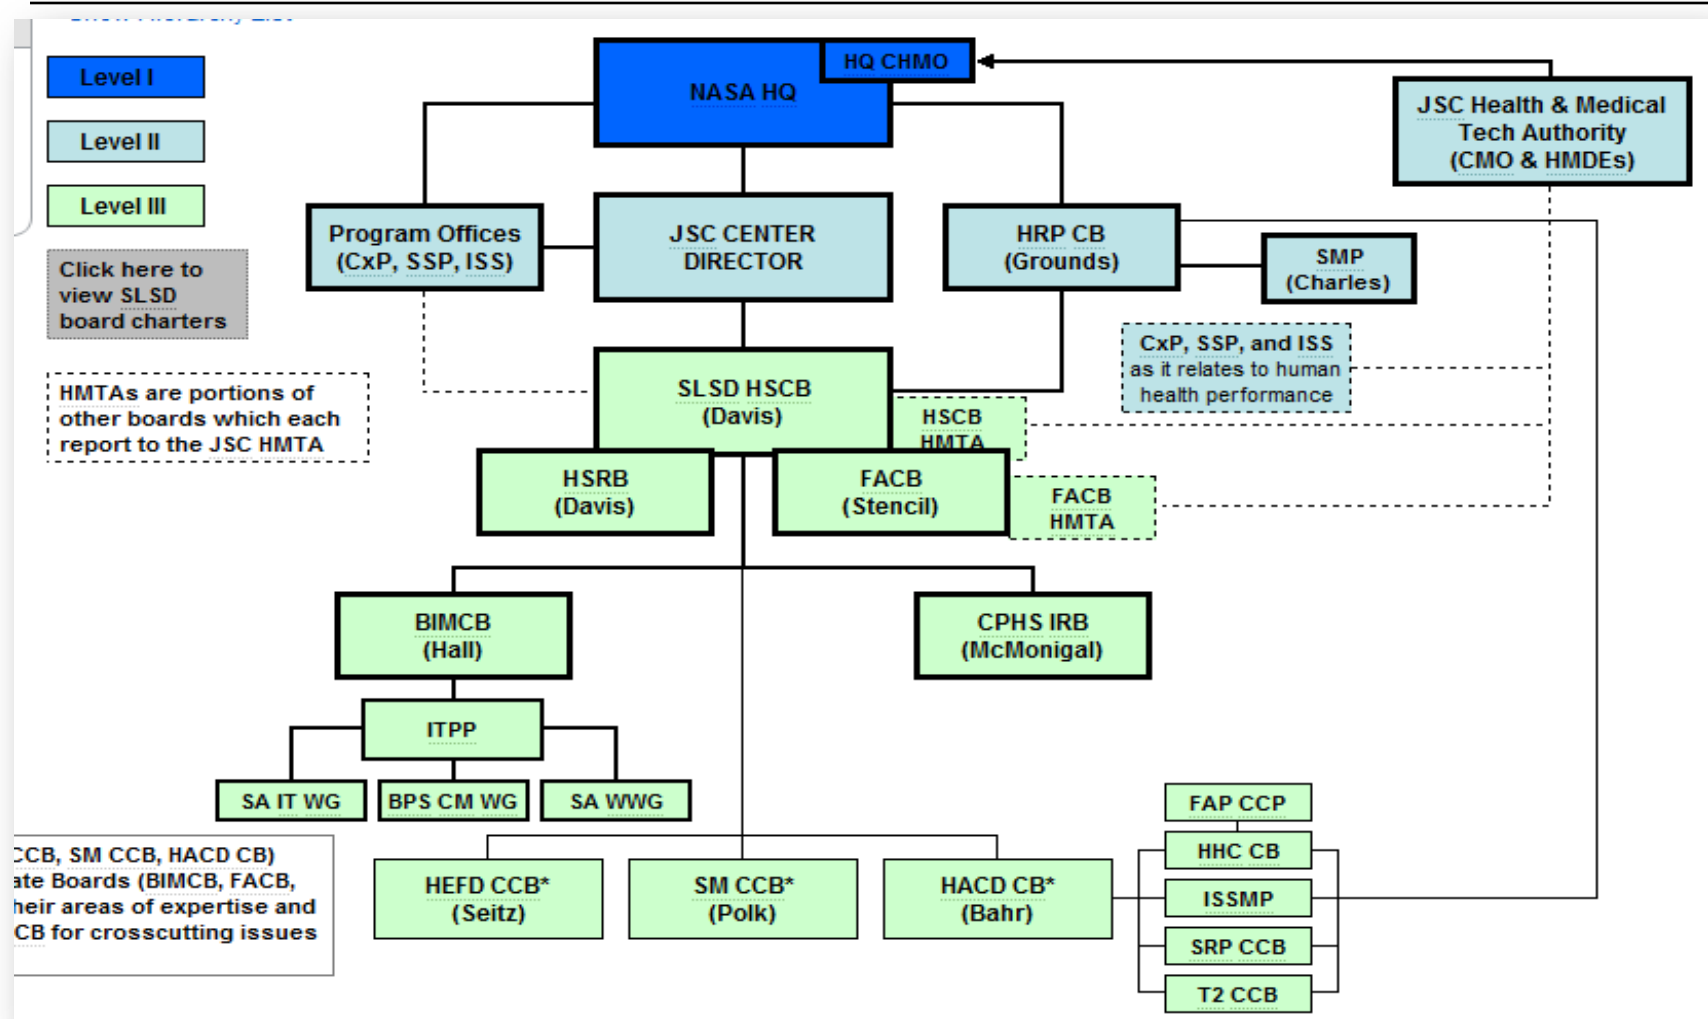 Level I
Level II
Level III
Click here to
view SLSD
board charters
HMTAs are portions of
other boards which each
report to the JSC HMTA
HQ CHMO
NASA HQ
JSC Health & Medical
Tech Authority
(CMO & HMDEs)
Program Offices
(CxP, SSP, ISS)
JSC CENTER
DIRECTOR
HRP CB
(Grounds)
SMP
(Charles)
CxP, SSP, and ISS
as it relates to human
health performance
SLSD HSCB
(Davis)
HSCB
HMTA
HSRB
(Davis)
FACB
(Stencil)
FACB
HMTA
BIMCB
(Hall)
CPHS IRB
(McMonigal)
ITPP
SA IT WG
BPS CM WG
SA WWG
CCB, SM CCB, HACD CB)
ate Boards (BIMCB, FACB,
heir areas of expertise and
CB for crosscutting issues
HEFD CCB*
(Seitz)
SM CCB*
(Polk)
HACD CB*
(Bahr)
FAP CCP
HHC CB
ISSMP
SRP CCB
T2 CCB